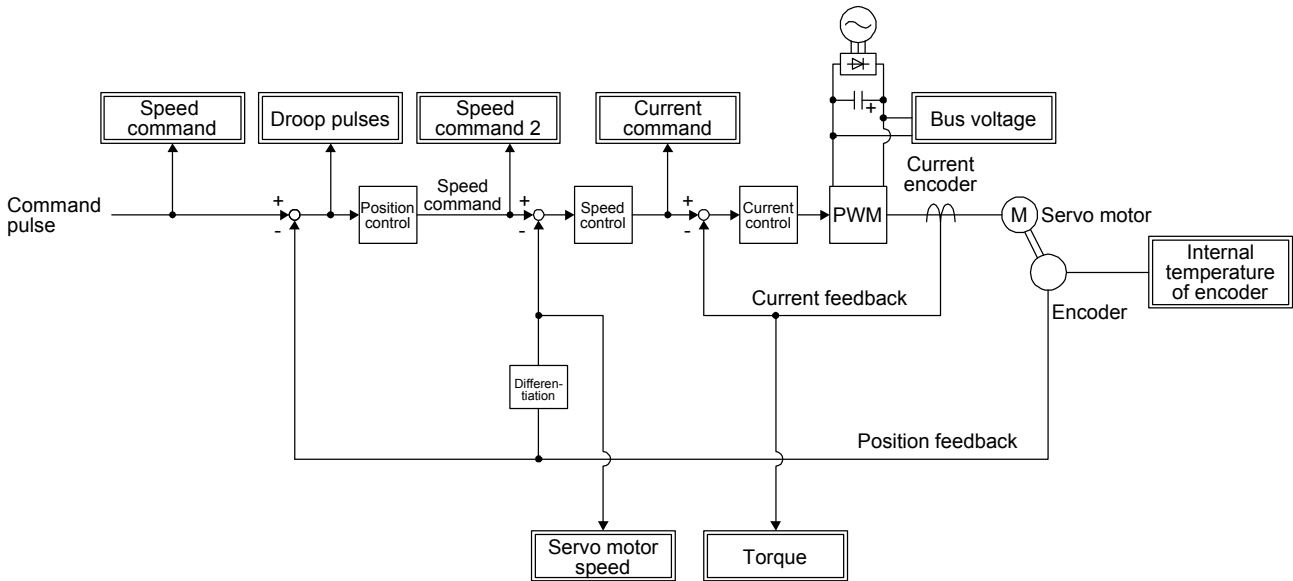 Speed
command
Droop pulses
Speed
command 2
Current
command
Bus voltage
Current
encoder
Command
pulse
+
-
Position
control
Speed
command
+
-
Speed
control
+
-
Current
control
PWM
+
M
Servo motor
Internal
temperature
of encoder
Encoder
Current feedback
Differen-
tiation
Position feedback
Servo motor
speed
Torque